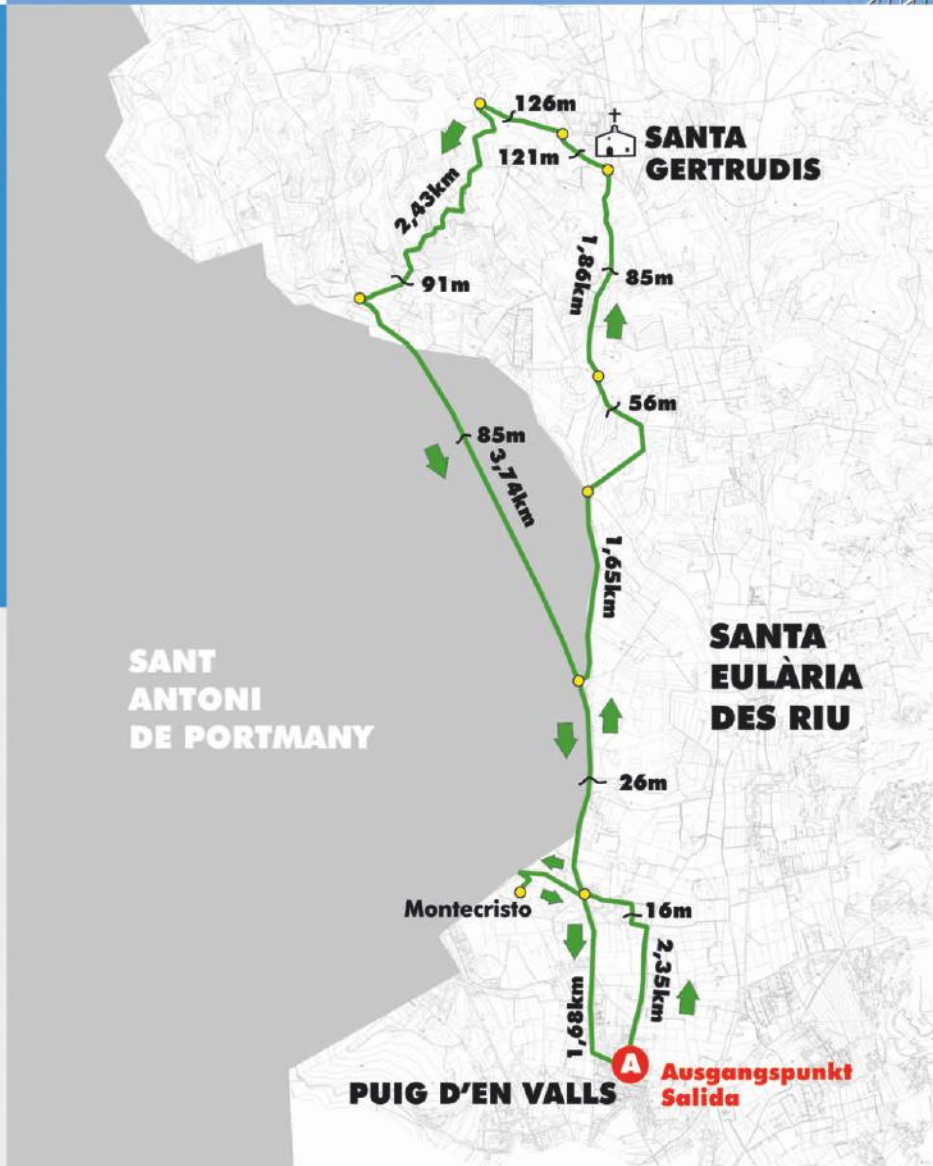 126m
SANTA
GERTRUDIS
121m
2,43km
1,86km
85m
91m
56m
85m
3,74km
1,65km
SANT
ANTONI
DE PORTMANY
SANTA
EULÀRIA
DES RIU
26m
Montecristo
16m
2,35km
1,68km
A
Ausgangspunkt
Salida
PUIG D'EN VALLS